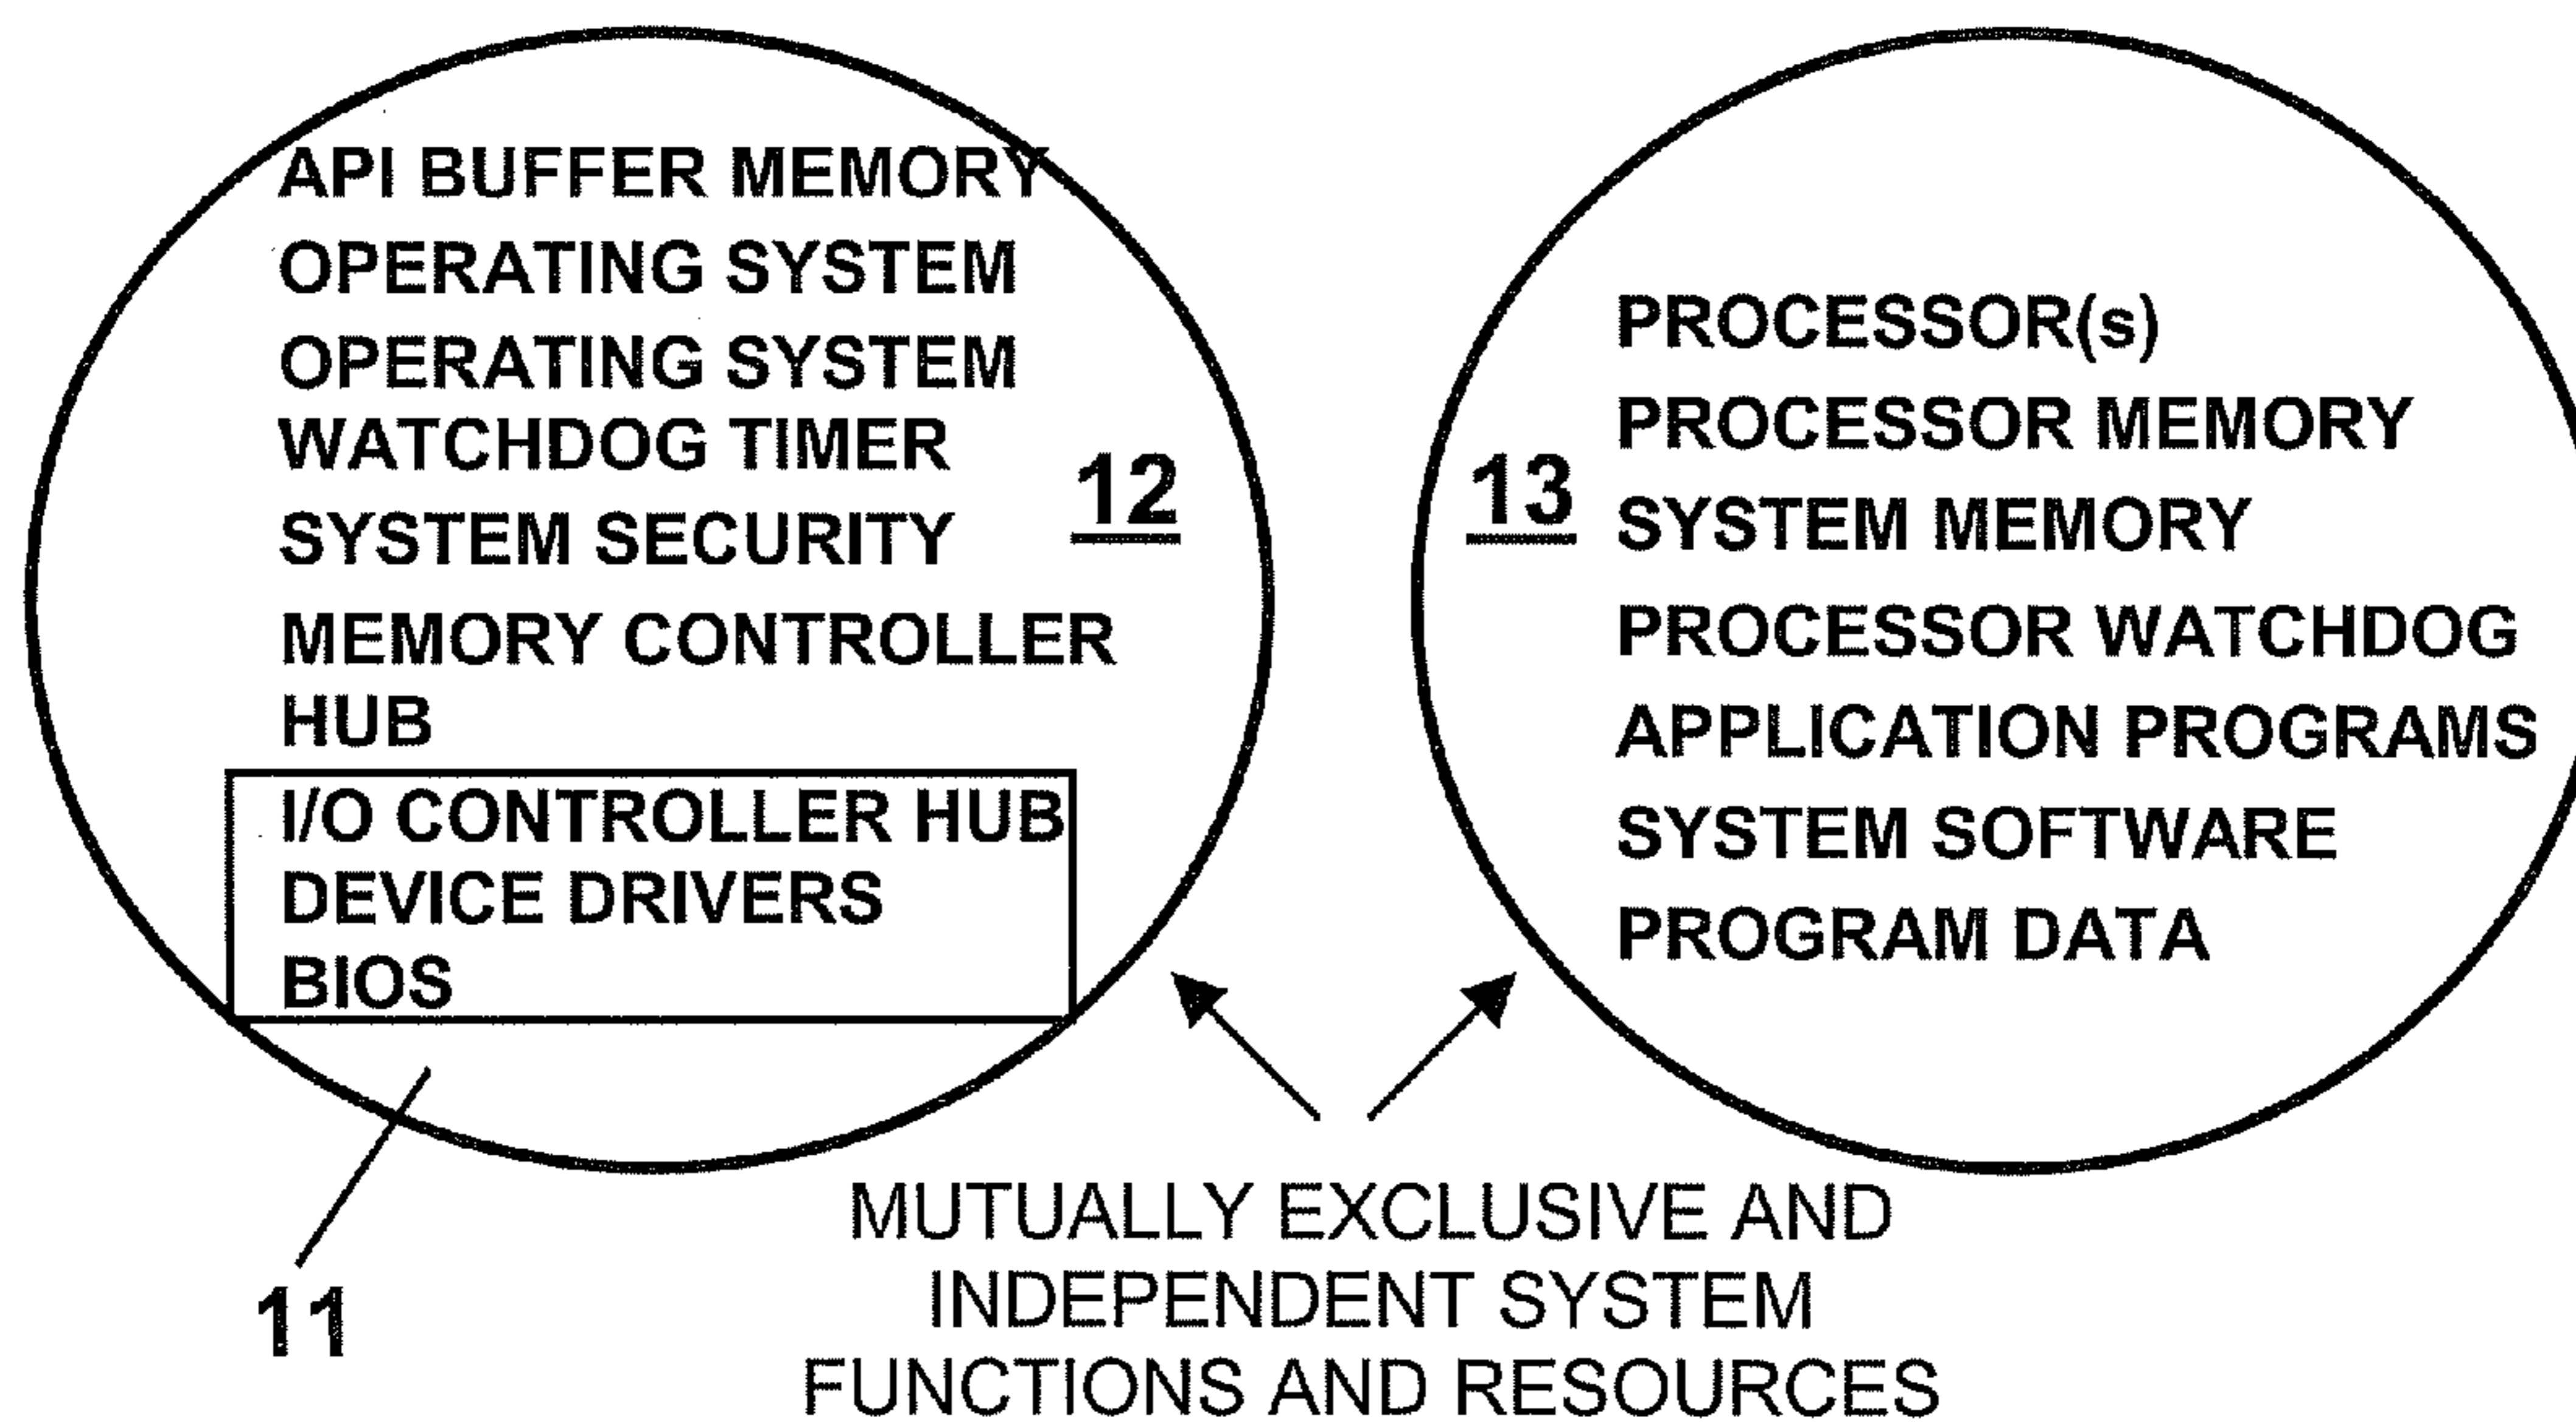 API BUFFER MEMORY
OPERATING SYSTEM
OPERATING SYSTEM
WATCHDOG TIMER
SYSTEM SECURITY
MEMORY CONTROLLER
HUB
I/O CONTROLLER HUB
DEVICE DRIVERS
BIOS
12
11
13
PROCESSOR(s)
PROCESSOR MEMORY
SYSTEM MEMORY
PROCESSOR WATCHDOG
APPLICATION PROGRAMS
SYSTEM SOFTWARE
PROGRAM DATA
MUTUALLY EXCLUSIVE AND
INDEPENDENT SYSTEM
FUNCTIONS AND RESOURCES